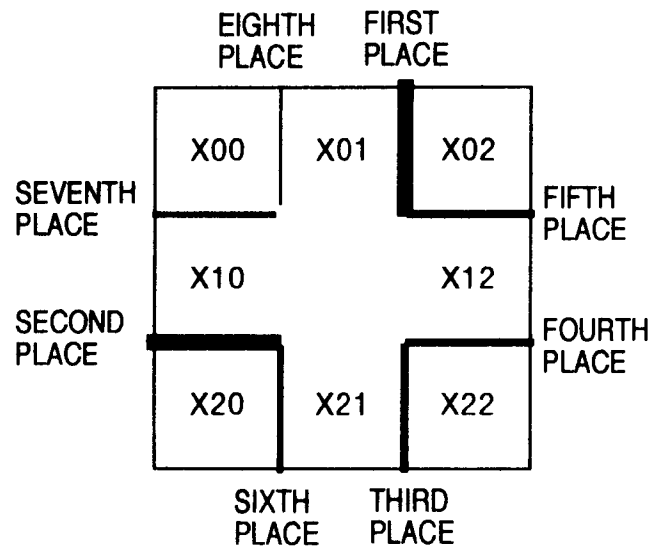 EIGHTH
PLACE
FIRST
PLACE
X00
X01
X02
SEVENTH
PLACE
FIFTH
PLACE
X10
X12
SECOND
PLACE
FOURTH
PLACE
X20
X21
X22
SIXTH
PLACE
THIRD
PLACE